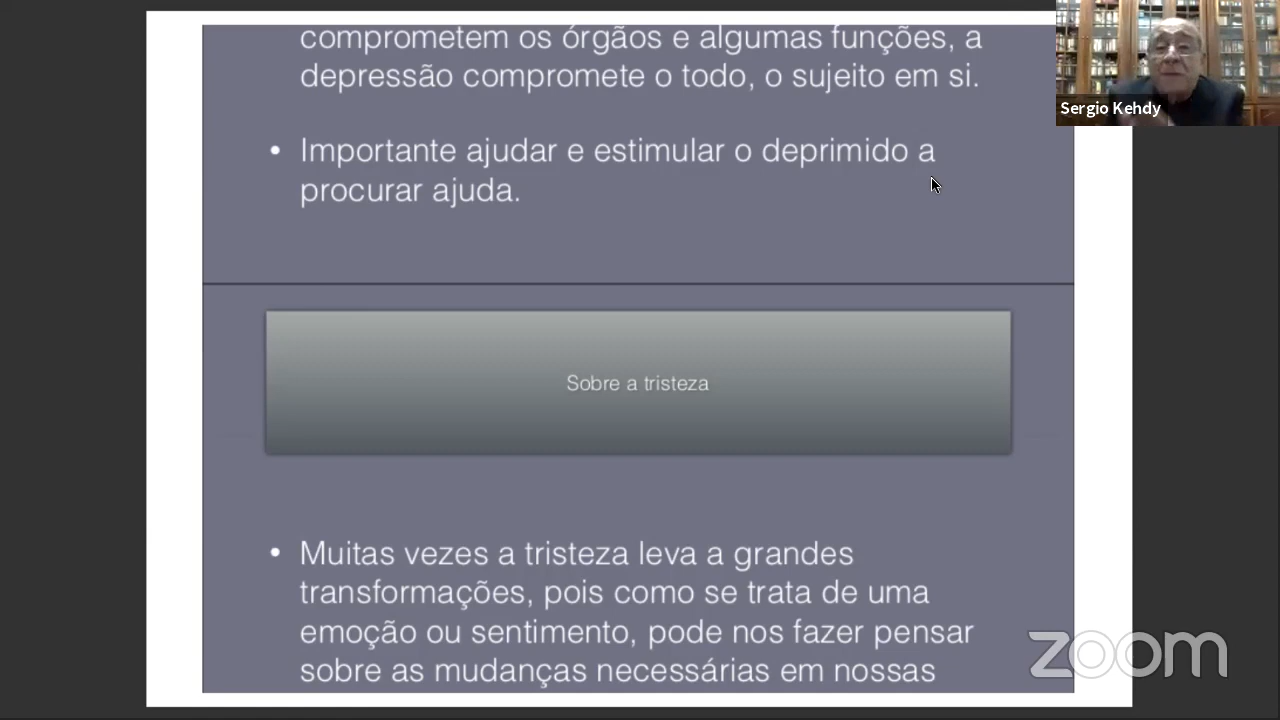 comprometem os órgãos e algumas funções, a
depressão compromete o todo, o sujeito em si.
• Importante ajudar e estimular o deprimido a
procurar ajuda.
Sobre a tristeza
• Muitas vezes a tristeza leva a grandes
transformações, pois como se trata de uma
emoção ou sentimento, pode nos fazer pensar
sobre as mudanças necessárias em nossas
Sergio Kehdy
zoom